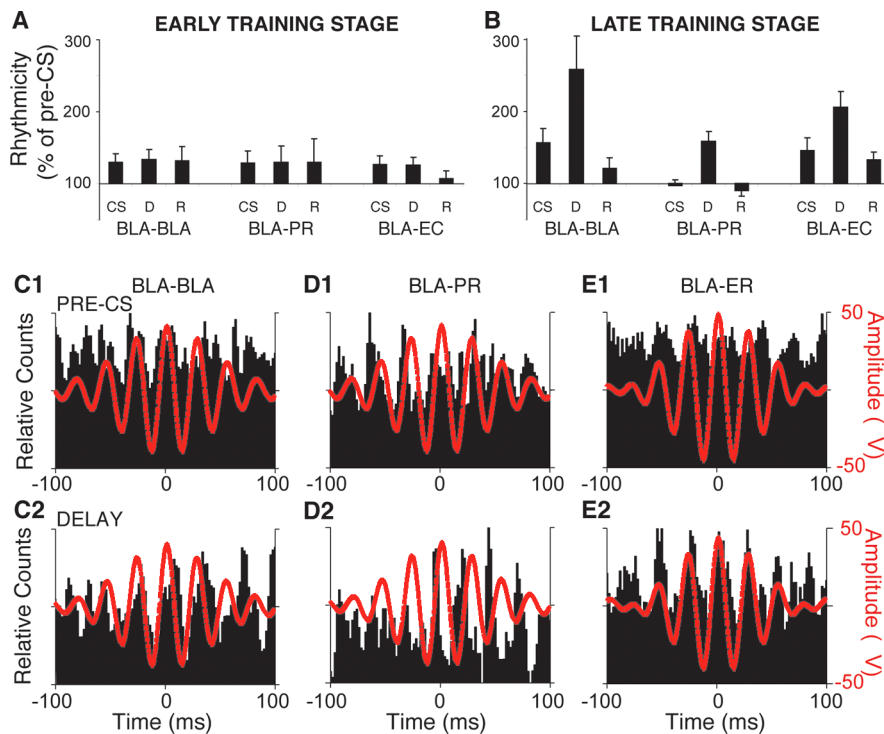 A EARLY TRAINING STAGE
B LATE TRAINING STAGE
Rhythmicity
(% of pre-CS)
300
200
100
CS D R CS D R CS D R
BLA-BLA BLA-PR BLA-EC
300
200
100
CS D R CS D R CS D R
BLA-BLA BLA-PR BLA-EC
C1 BLA-BLA D1 BLA-PR E1 BLA-ER
PRE-CS
Relative Counts
50
Amplitude ( V)
-50
-100 0 100 -100 0 100 -100 0 100
C2 D2 E2
DELAY
Relative Counts
50
Amplitude ( V)
-50
-100 0 100 -100 0 100 -100 0 100
Time (ms) Time (ms) Time (ms)